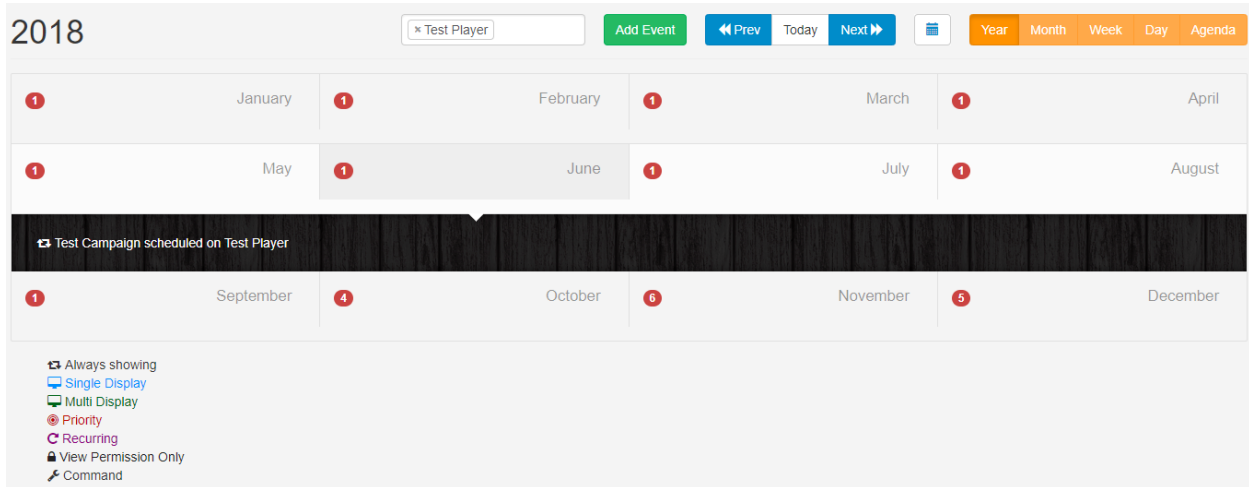 2018 × Test Player Add Event Prev Today Next Year Month Week Day Agenda
1 January 1 February 1 March 1 April
1 May 1 June 1 July 1 August
Test Campaign scheduled on Test Player
1 September 4 October 6 November 5 December
Always showing
Single Display
Multi Display
Priority
Recurring
View Permission Only
Command